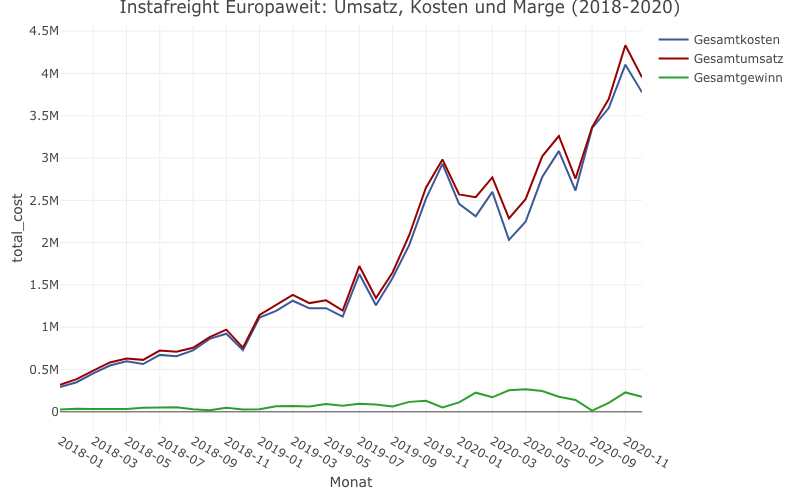 Instafreight Europaweit: Umsatz, Kosten und Marge (2018-2020)
4.5M
4M
3.5M
3M
2.5M
2M
1.5M
1M
0.5M
0
total_cost
2018-01
2018-03
2018-05
2018-07
2018-09
2018-11
2019-01
2019-03
2019-05
2019-07
2019-09
2019-11
2020-01
2020-03
2020-05
2020-07
2020-09
2020-11
Monat
Gesamtkosten
Gesamtumsatz
Gesamtgewinn